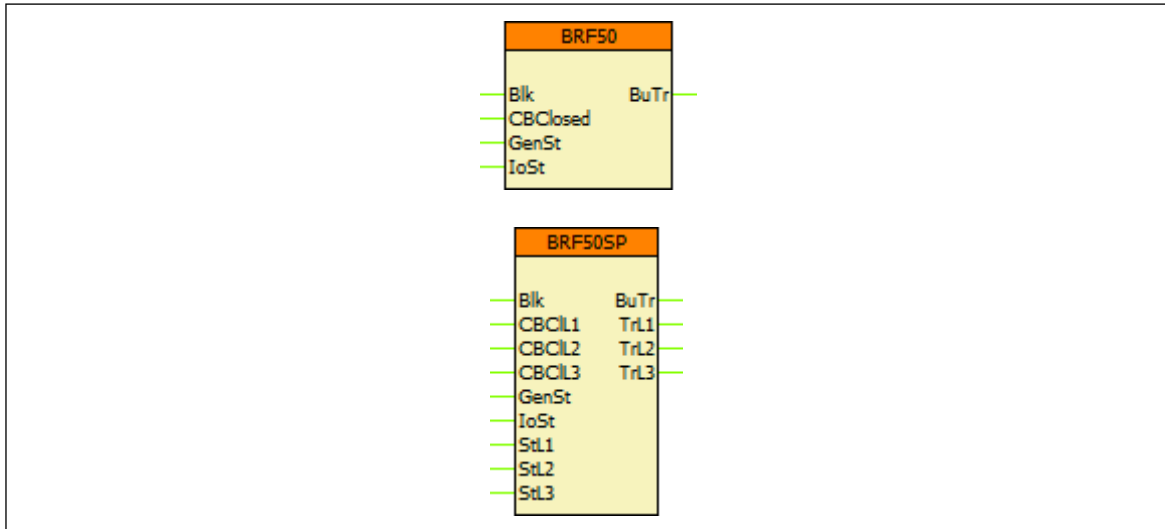 BRF50
Blk BuTr
CBClosed
GenSt
IoSt
BRF50SP
Blk BuTr
CBClL1 TrL1
CBClL2 TrL2
CBClL3 TrL3
GenSt
IoSt
StL1
StL2
StL3